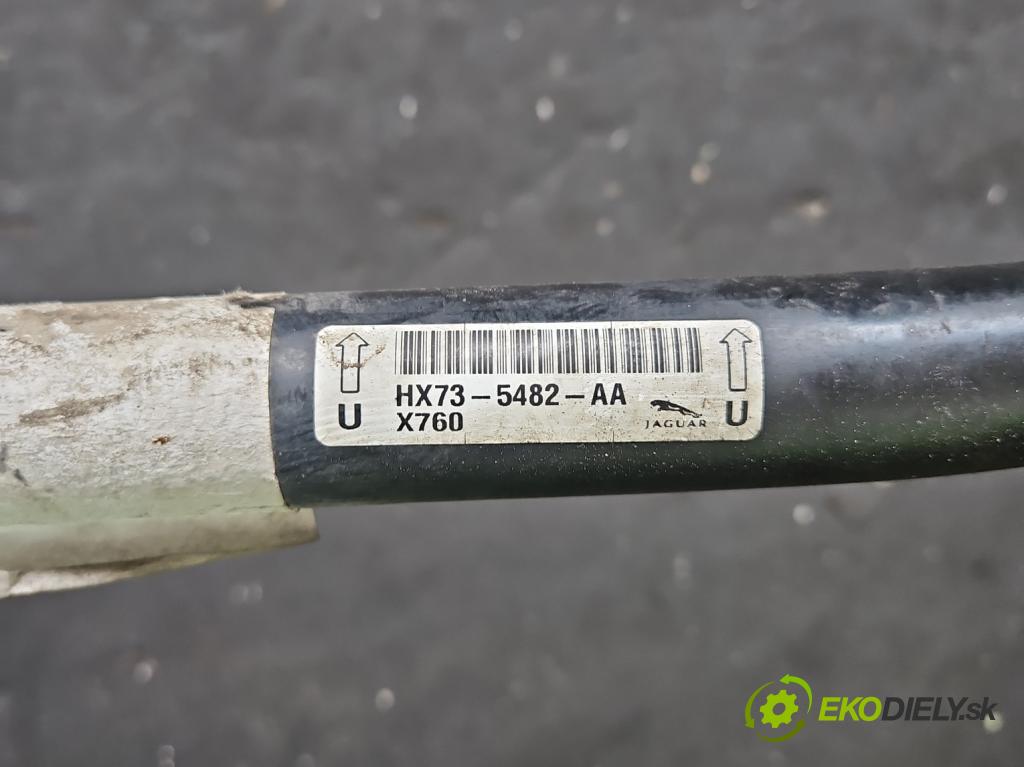 HX73-5482-AA
X760
JAGUAR
U
U
EKODIELY.sk